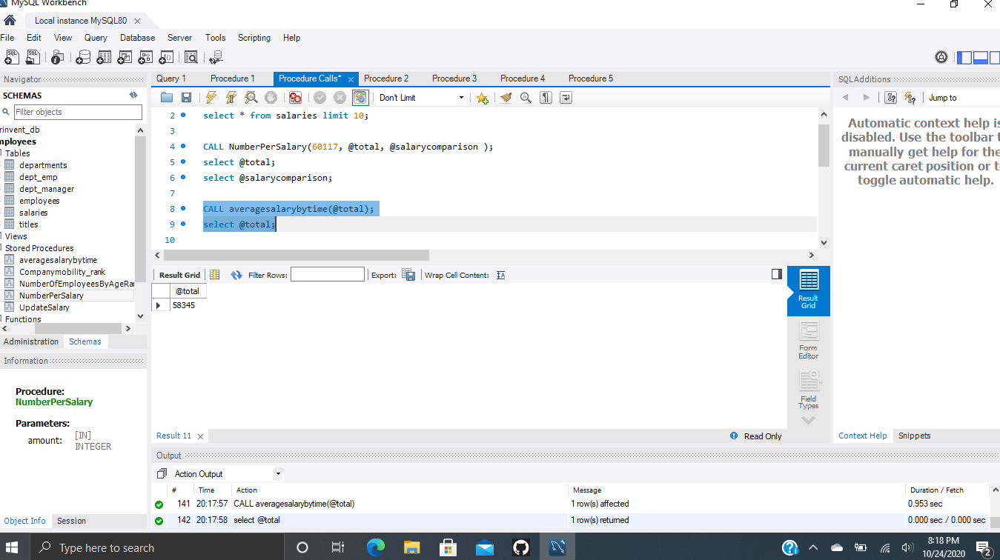 MySQL Workbench
Local instance MySQL80
File Edit View Query Database Server Tools Scripting Help
Navigator
SCHEMAS
Filter objects
rinvent_db
mployees
Tables
departments
dept_emp
dept_manager
employees
salaries
titles
Views
Stored Procedures
averagesalarybytime
Companymobility_rank
NumberOfEmployeesByAgeRa
NumberPerSalary
UpdateSalary
Functions
Administration Schemas
Information
Procedure:
NumberPerSalary
Parameters:
amount: [IN]
INTEGER
Object Info Session
Query 1 Procedure 1 Procedure Calls* Procedure 2 Procedure 3 Procedure 4 Procedure 5
Don't Limit
2 select * from salaries limit 10;
3
4 CALL NumberPerSalary(60117, @total, @salarycomparison );
5 select @total;
6 select @salarycomparison;
7
8 CALL averagesalarybytime(@total);
9 select @total;
10
Result Grid Filter Rows: Export: Wrap Cell Content:
@total
58345
Result
Grid
Form
Editor
Field
Types
Result 11 Read Only
SQLAdditions
Jump to
Automatic context help is
disabled. Use the toolbar t
manually get help for the
current caret position or t
toggle automatic help.
Context Help Snippets
Output
Action Output
# Time Action Message Duration / Fetch
141 20:17:57 CALL averagesalarybytime(@total) 1 row(s) affected 0.953 sec
142 20:17:58 select @total 1 row(s) returned 0.000 sec / 0.000 sec
Type here to search
8:18 PM
10/24/2020
2